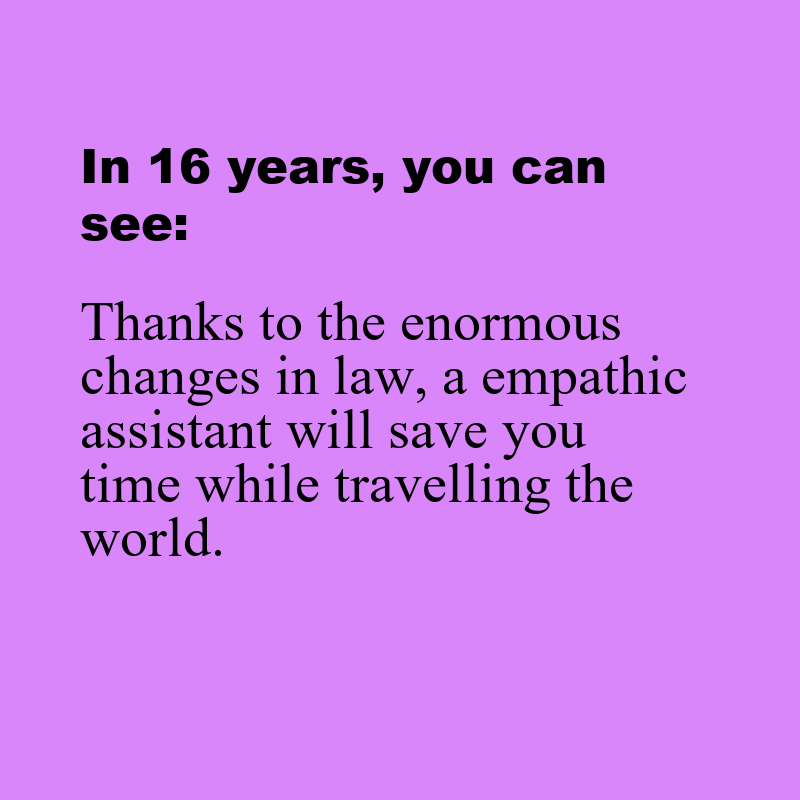 In 16 years, you can
see:
Thanks to the enormous
changes in law, a empathic
assistant will save you
time while travelling the
world.